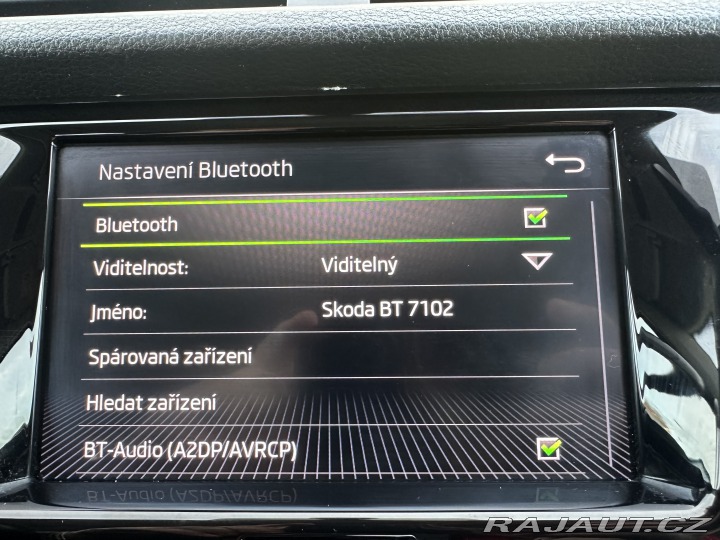 Nastavení Bluetooth
Bluetooth
Viditelnost: Viditelný
Jméno: Skoda BT 7102
Spárovaná zařízení
Hledat zařízení
BT-Audio (A2DP/AVRCP)
RAJAUT.CZ